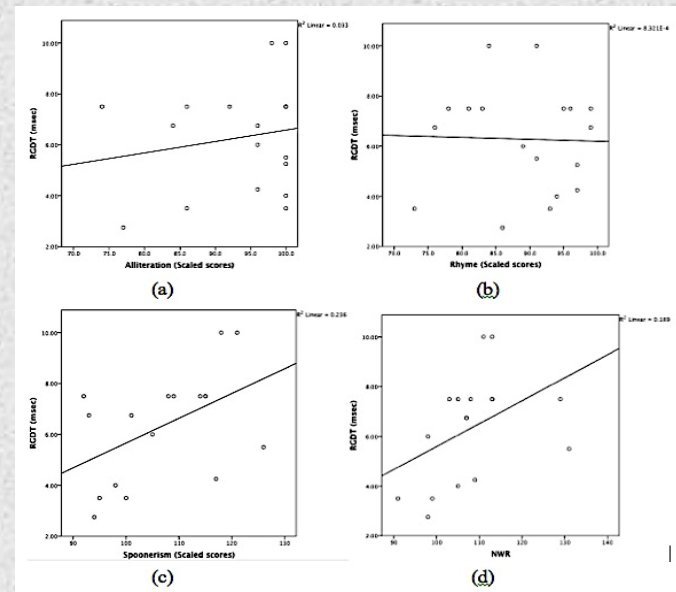 R² Linear = 0.033
10.00
8.00
6.00
4.00
2.00
RGDT (msec)
70.0 75.0 80.0 85.0 90.0 95.0 100.0
Alliteration (Scaled scores)
(a)
R² Linear = 8.321E-4
10.00
8.00
6.00
4.00
2.00
RGDT (msec)
70.0 75.0 80.0 85.0 90.0 95.0 100.0
Rhyme (Scaled scores)
(b)
R² Linear = 0.236
10.00
8.00
6.00
4.00
2.00
RGDT (msec)
90 100 110 120 130
Spoonerism (Scaled scores)
(c)
R² Linear = 0.189
10.00
8.00
6.00
4.00
2.00
RGDT (msec)
90 100 110 120 130 140
NWR
(d)